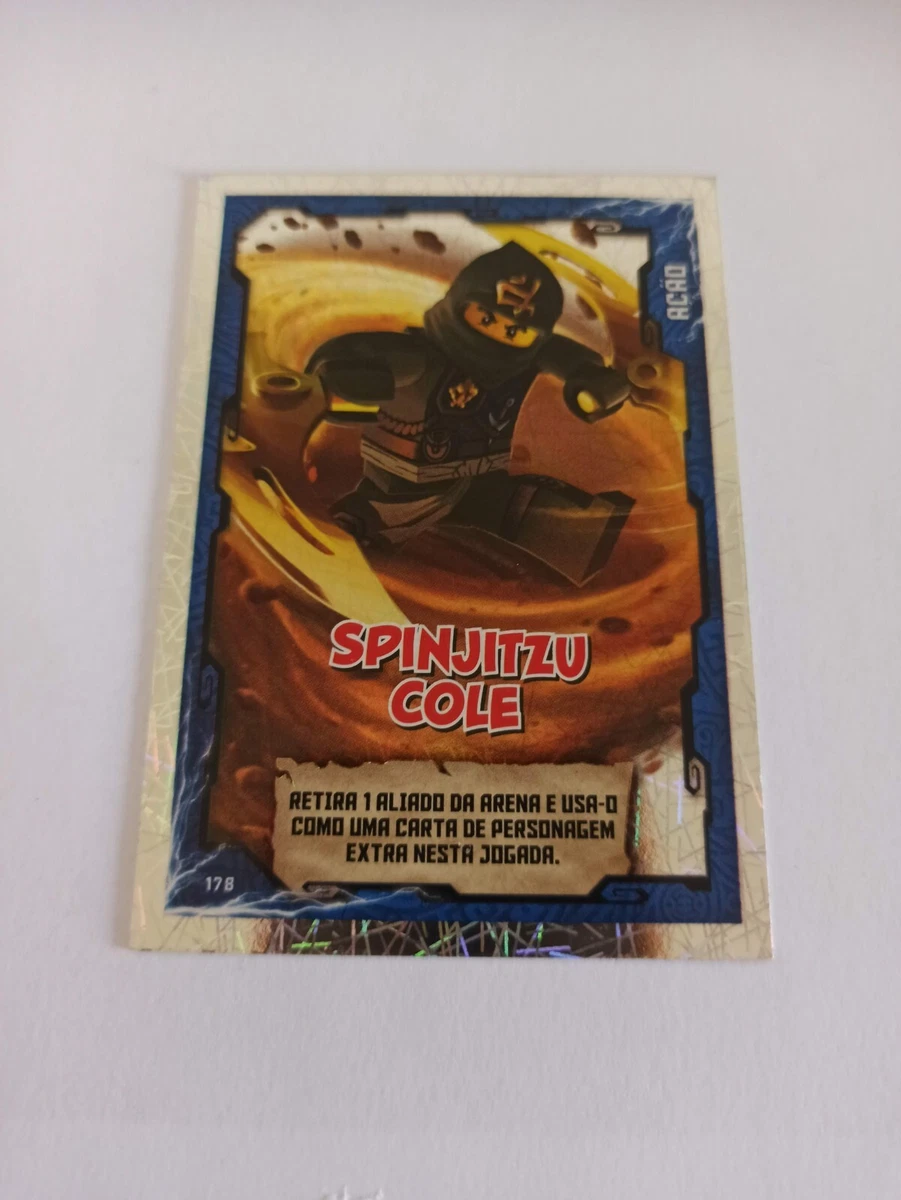 AÇÃO
SPINJITZU
COLE
RETIRA 1 ALIADO DA ARENA E USA-O
COMO UMA CARTA DE PERSONAGEM
EXTRA NESTA JOGADA.
178